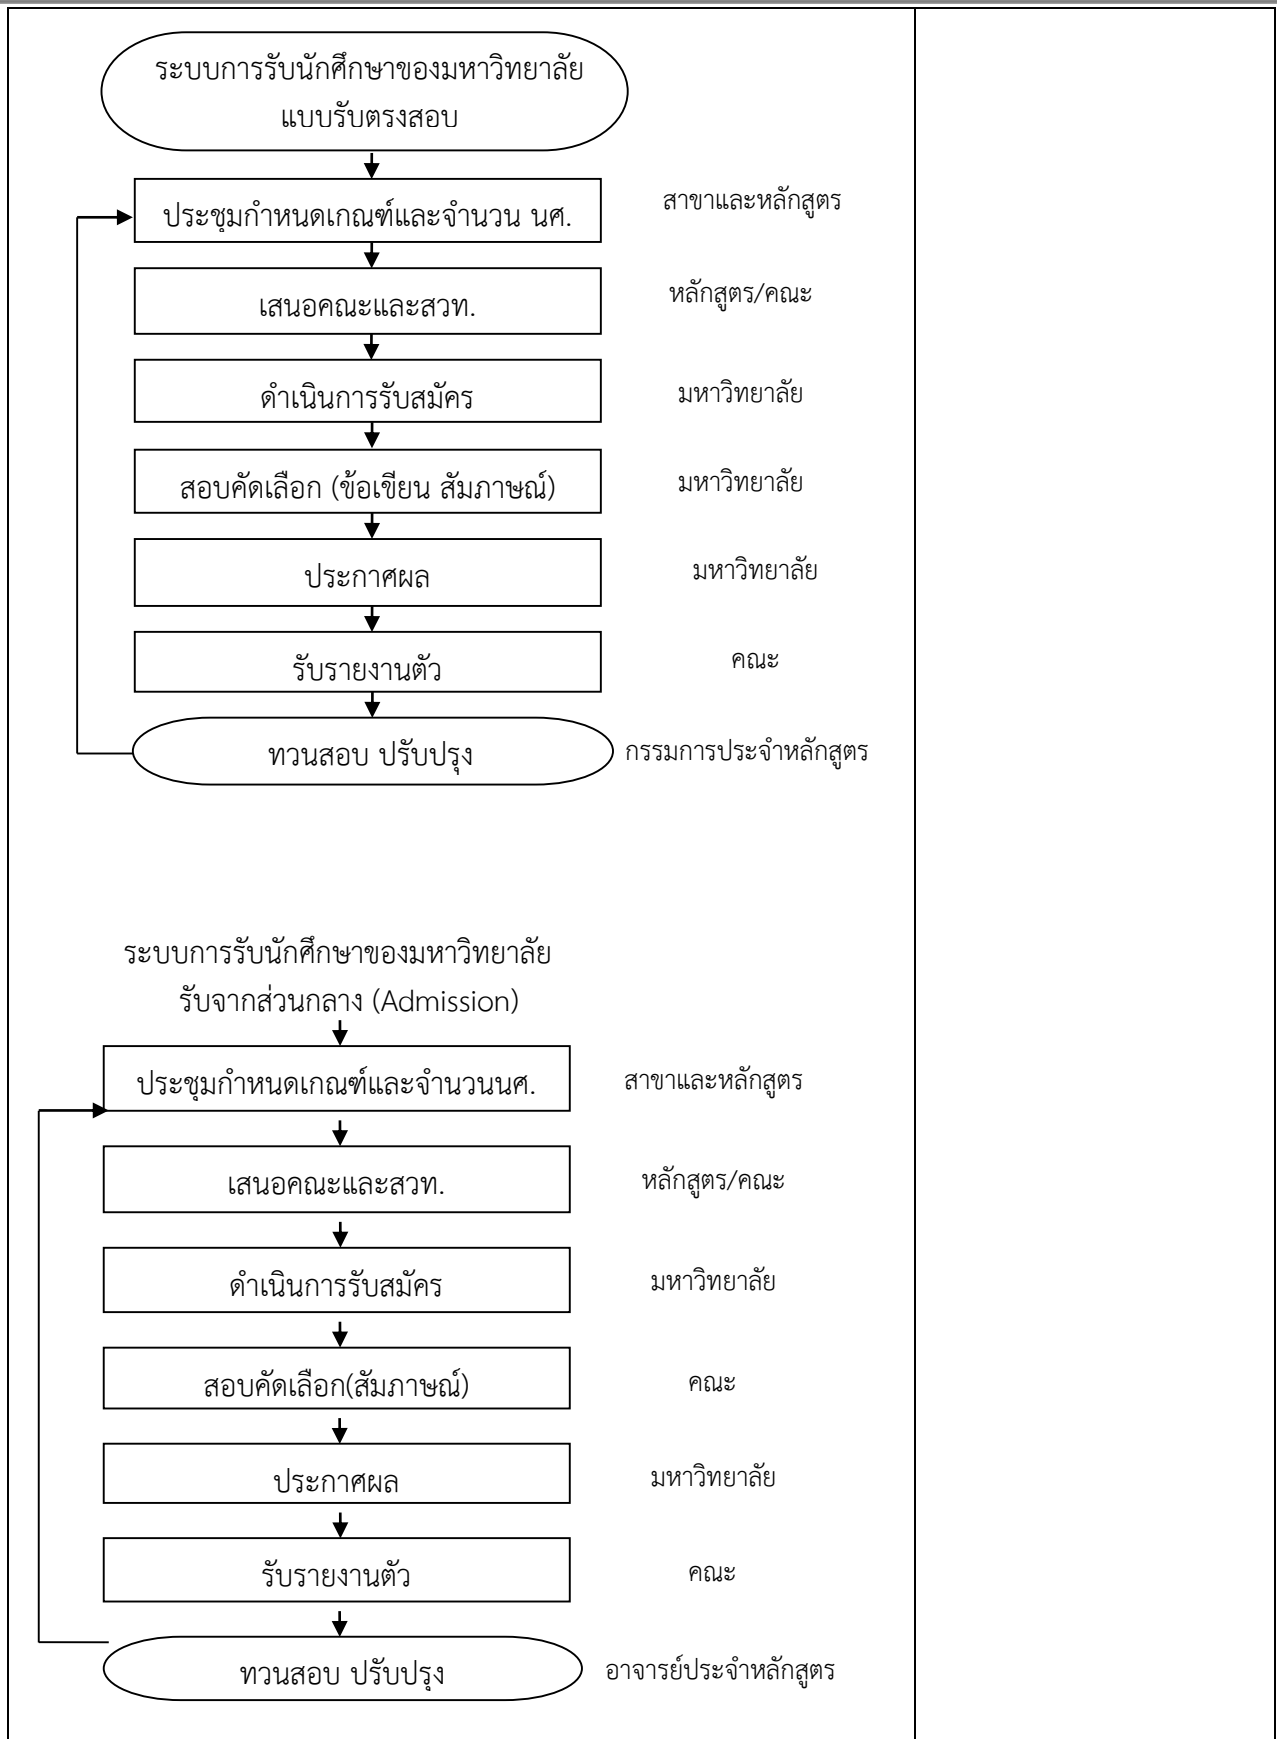 ระบบการรับนักศึกษาของมหาวิทยาลัย
แบบรับตรงสอบ
ประชุมกำหนดเกณฑ์และจำนวน นศ.
สาขาและหลักสูตร
เสนอคณะและสวท.
หลักสูตร/คณะ
ดำเนินการรับสมัคร
มหาวิทยาลัย
สอบคัดเลือก (ข้อเขียน สัมภาษณ์)
มหาวิทยาลัย
ประกาศผล
มหาวิทยาลัย
รับรายงานตัว
คณะ
ทวนสอบ ปรับปรุง
กรรมการประจำหลักสูตร
ระบบการรับนักศึกษาของมหาวิทยาลัย
รับจากส่วนกลาง (Admission)
ประชุมกำหนดเกณฑ์และจำนวนนศ.
สาขาและหลักสูตร
เสนอคณะและสวท.
หลักสูตร/คณะ
ดำเนินการรับสมัคร
มหาวิทยาลัย
สอบคัดเลือก(สัมภาษณ์)
คณะ
ประกาศผล
มหาวิทยาลัย
รับรายงานตัว
คณะ
ทวนสอบ ปรับปรุง
อาจารย์ประจำหลักสูตร